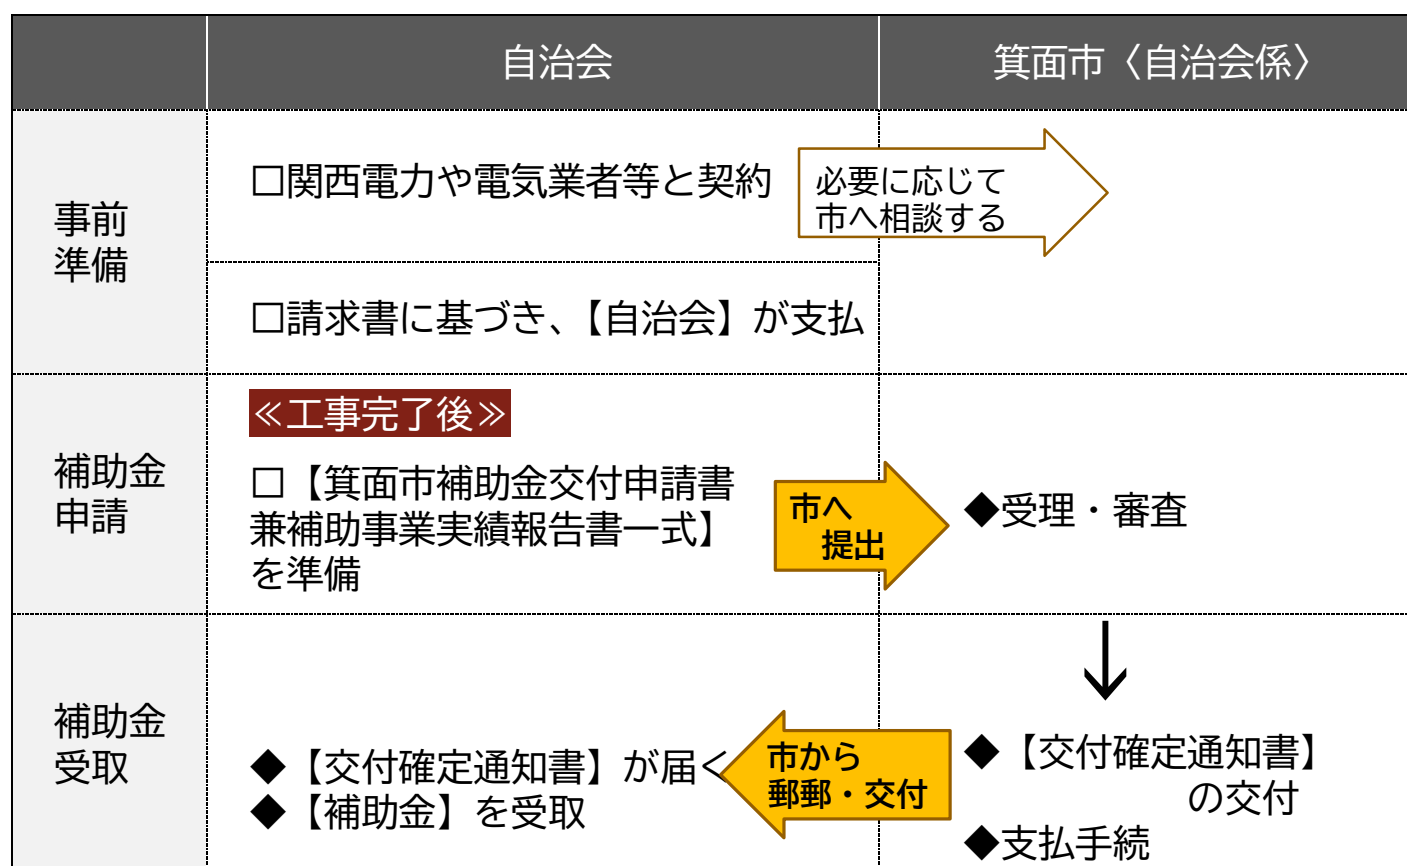 自治会
箕面市〈自治会係〉
事前
準備
□関西電力や電気業者等と契約
必要に応じて
市へ相談する
□請求書に基づき、【自治会】が支払
補助金
申請
≪工事完了後≫
□【箕面市補助金交付申請書
兼補助事業実績報告書一式】
を準備
市へ
提出
◆受理・審査
補助金
受取
◆【交付確定通知書】が届く
◆【補助金】を受取
市から
郵郵・交付
↓
◆【交付確定通知書】
の交付
◆支払手続